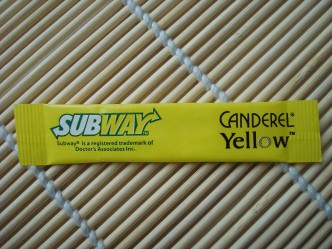 SUBWAY®
Subway® is a registered trademark of
Doctor's Associates Inc.
CANDEREL®
Yellow™